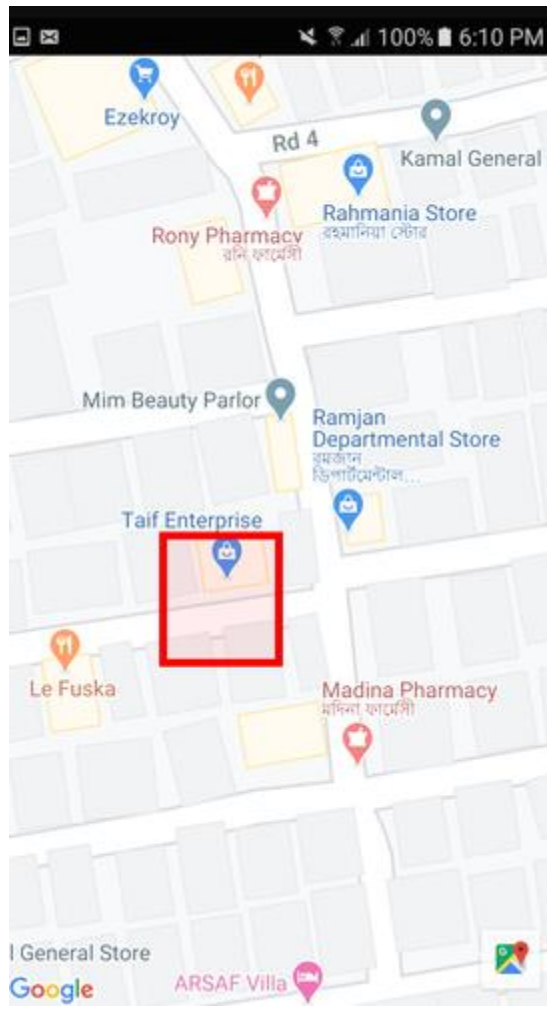 100% 6:10 PM
Ezekroy
Rd 4
Kamal General
Rahmania Store
রহমানিয়া স্টোর
Rony Pharmacy
রনি ফার্মেসী
Mim Beauty Parlor
Ramjan
Departmental Store
রমজান
ডিপার্টমেন্টাল...
Taif Enterprise
Le Fuska
Madina Pharmacy
মদিনা ফার্মেসী
l General Store
Google
ARSAF Villa